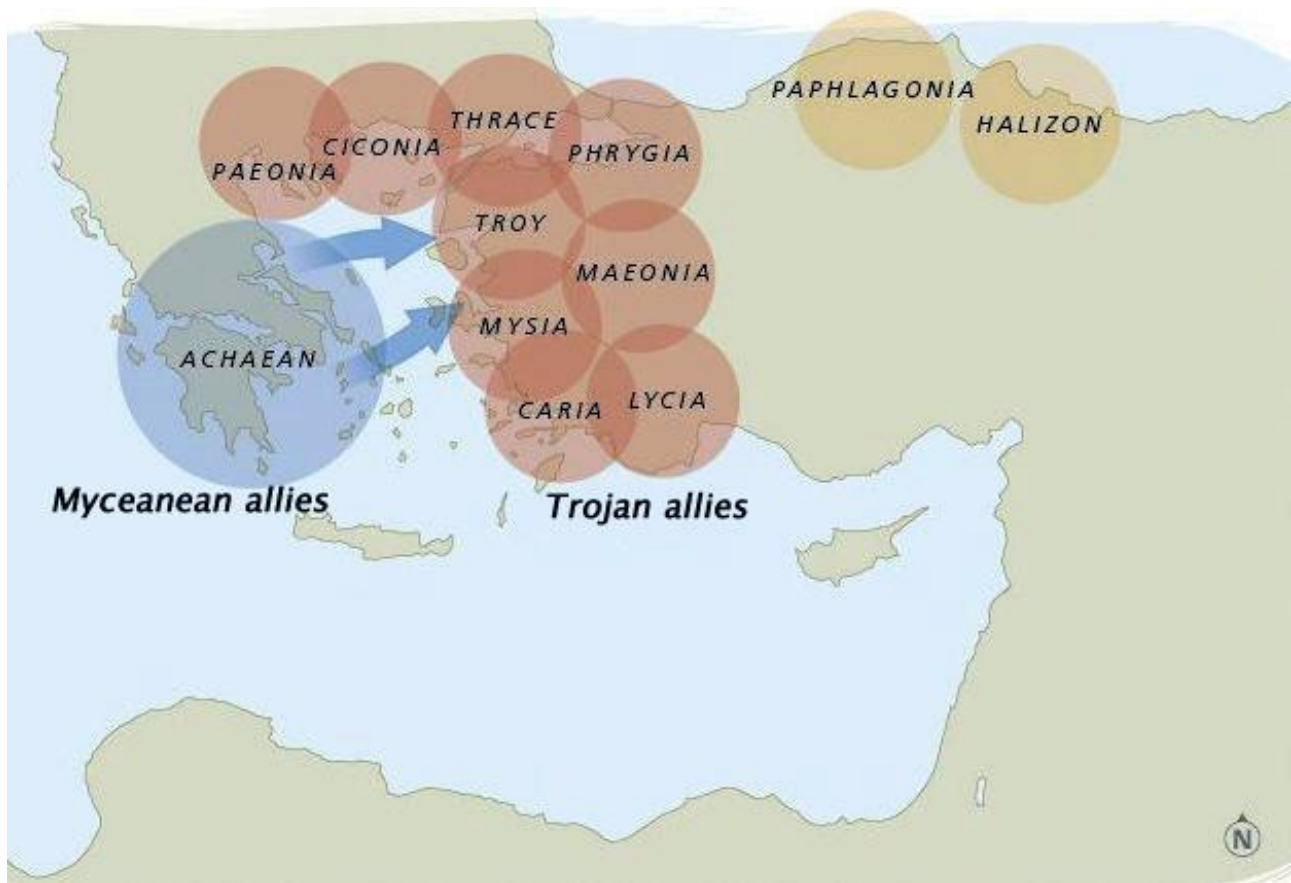 PAPHLAGONIA
HALIZON
THRACE
CICONIA
PHRYGIA
PAEONIA
TROY
MAEONIA
MYSIA
ACHAEAN
CARIA
LYCIA
Myceanean allies
Trojan allies
N